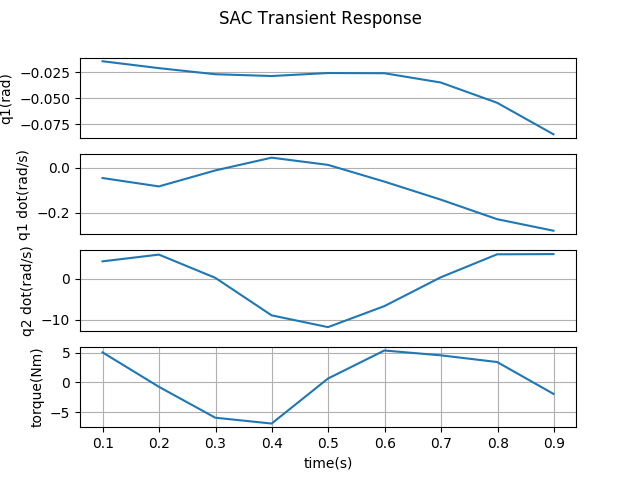 SAC Transient Response
−0.025
−0.050
−0.075
q1(rad)
0.0
−0.2
q1 dot(rad/s)
0
−10
q2 dot(rad/s)
5
0
−5
torque(Nm)
0.1 0.2 0.3 0.4 0.5 0.6 0.7 0.8 0.9
time(s)